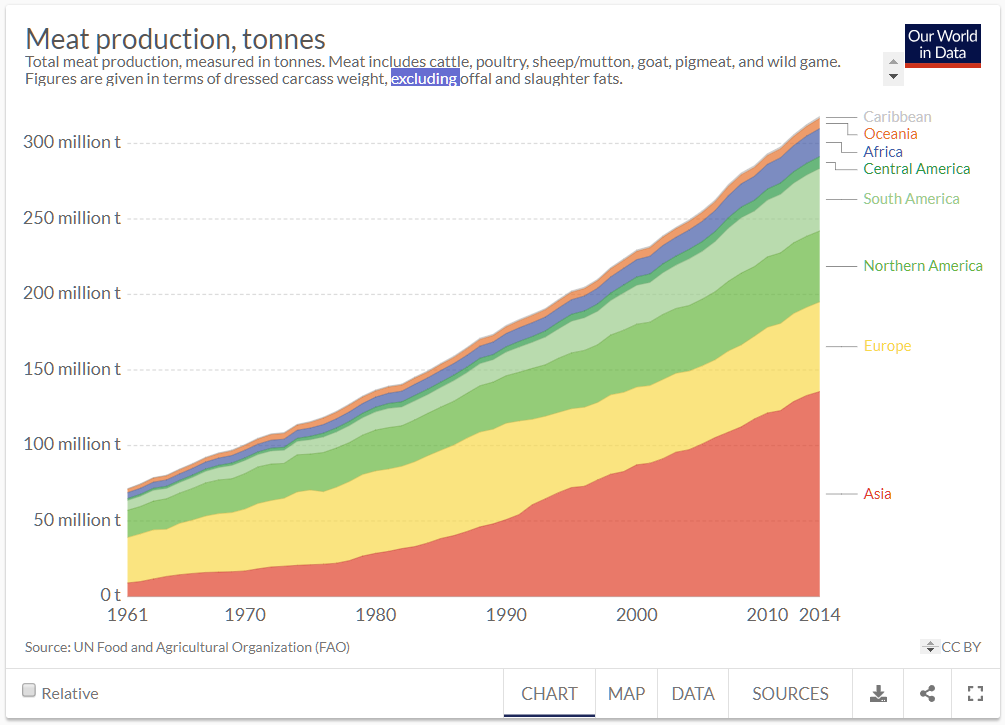 Meat production, tonnes
Our World
in Data
Total meat production, measured in tonnes. Meat includes cattle, poultry, sheep/mutton, goat, pigmeat, and wild game.
Figures are given in terms of dressed carcass weight, excluding offal and slaughter fats.
Caribbean
Oceania
Africa
Central America
South America
Northern America
Europe
Asia
300 million t
250 million t
200 million t
150 million t
100 million t
50 million t
0 t
1961 1970 1980 1990 2000 2010 2014
Source: UN Food and Agricultural Organization (FAO) CC BY
Relative CHART MAP DATA SOURCES